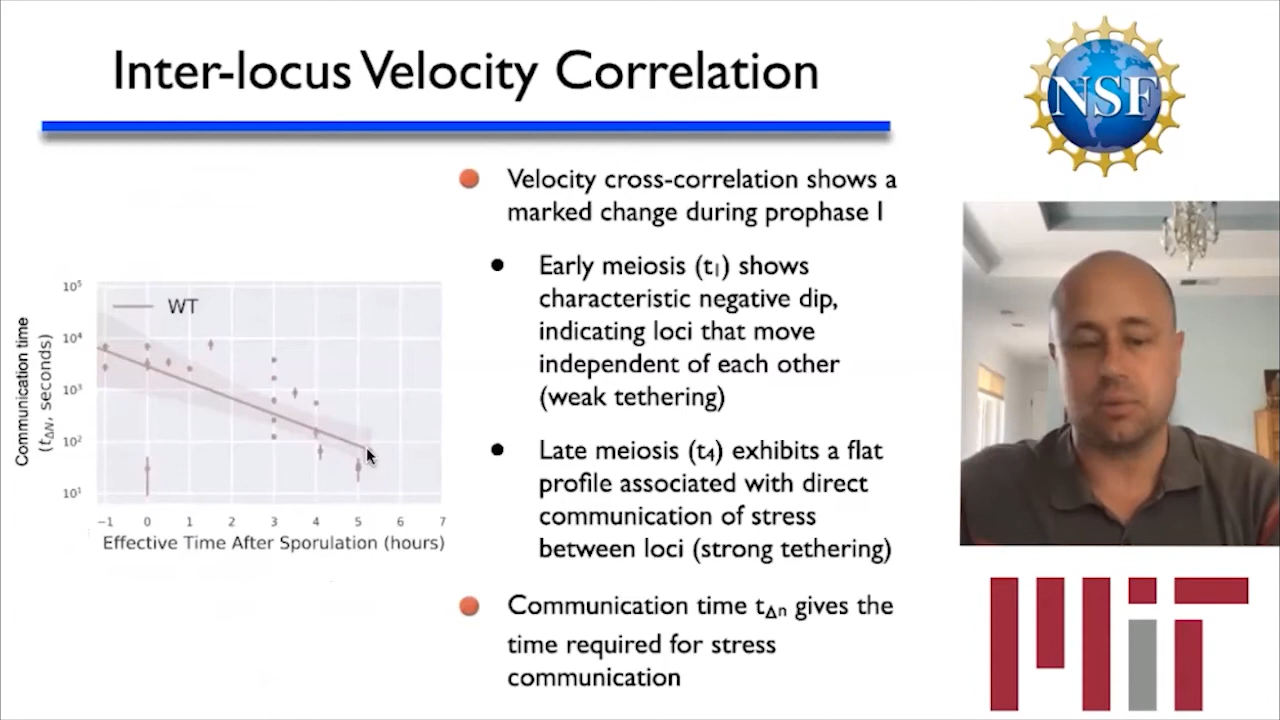 Inter-locus Velocity Correlation
NSF
Velocity cross-correlation shows a
marked change during prophase I
Early meiosis (t₁) shows
characteristic negative dip,
indicating loci that move
independent of each other
(weak tethering)
Late meiosis (t₄) exhibits a flat
profile associated with direct
communication of stress
between loci (strong tethering)
Communication time tΔn gives the
time required for stress
communication
WT
Communication time
(tΔN, seconds)
10⁵
10⁴
10³
10²
10¹
−1 0 1 2 3 4 5 6 7
Effective Time After Sporulation (hours)
MIT